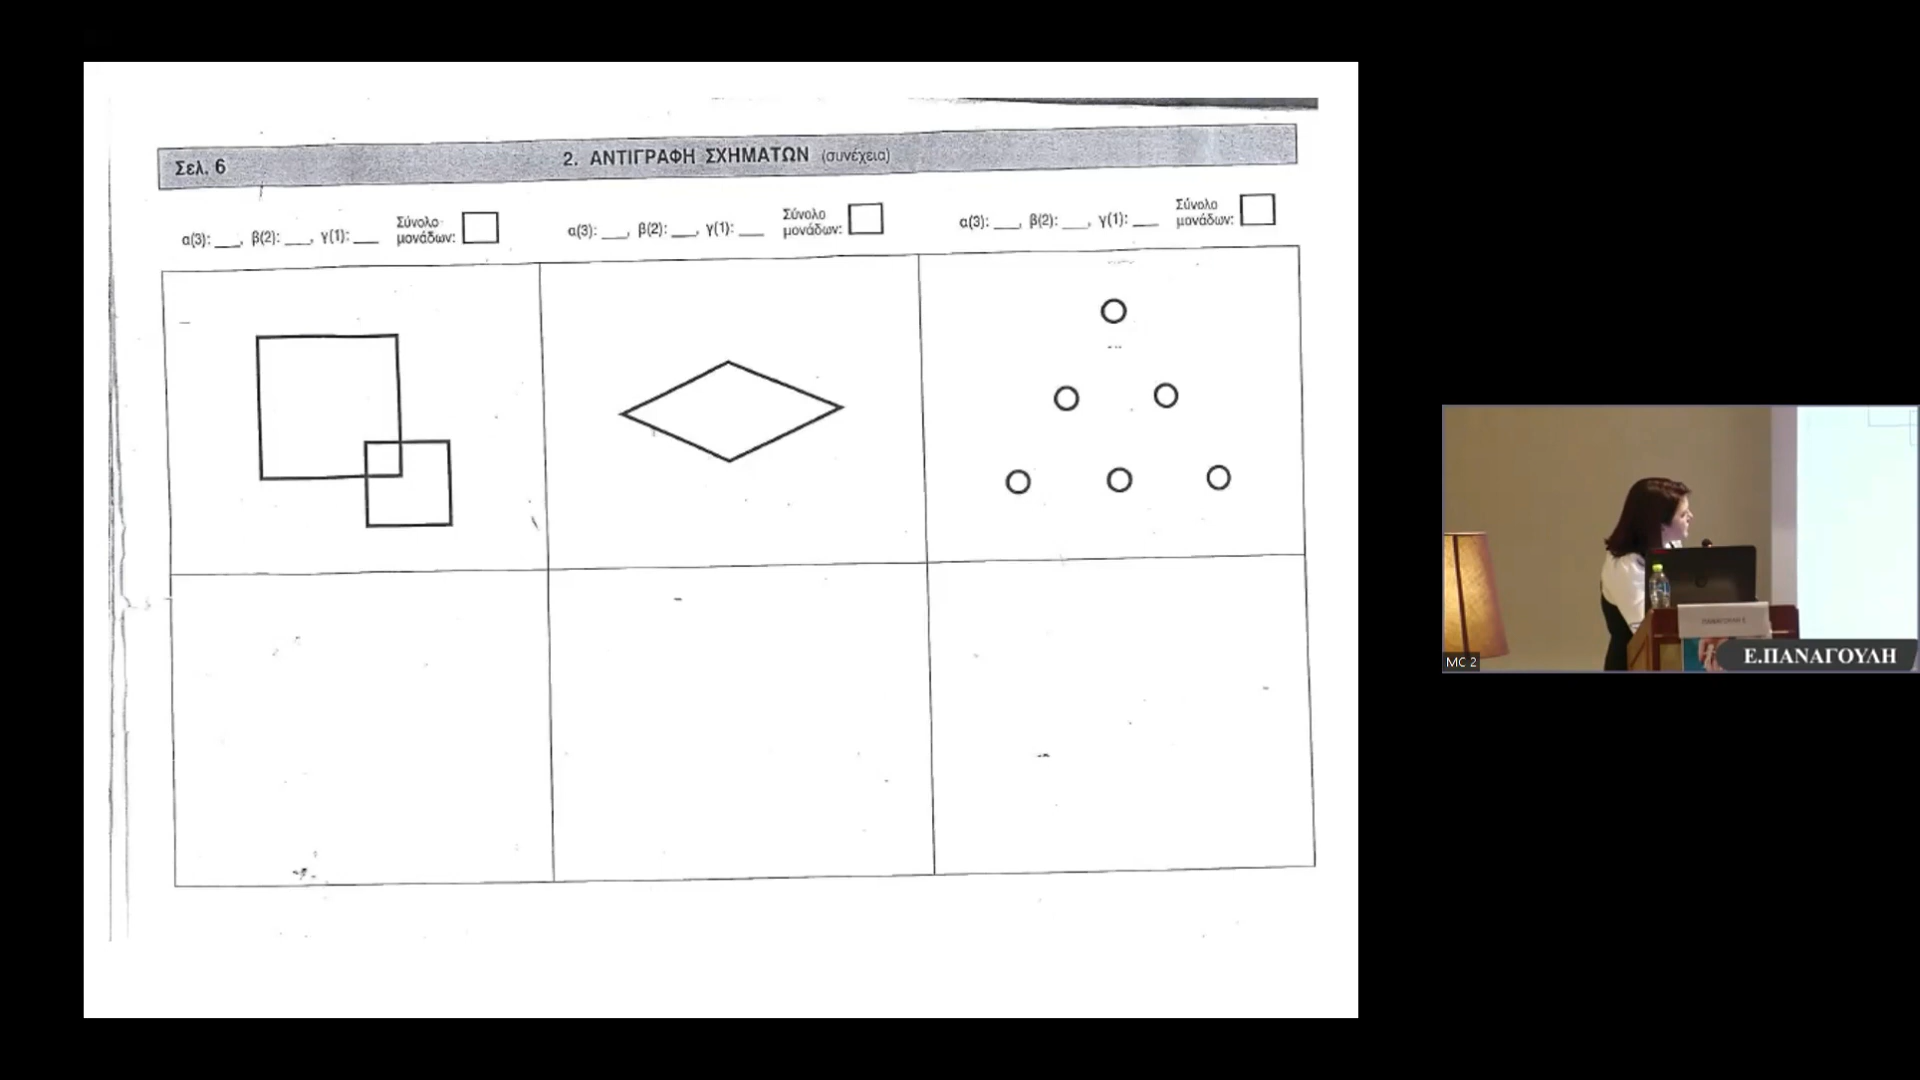 Σελ. 6
2. ΑΝΤΙΓΡΑΦΗ ΣΧΗΜΑΤΩΝ (συνέχεια)
α(3): ___, β(2): ___, γ(1): ___ Σύνολο μονάδων:
α(3): ___, β(2): ___, γ(1): ___ Σύνολο μονάδων:
α(3): ___, β(2): ___, γ(1): ___ Σύνολο μονάδων:
ΠΑΝΑΓΟΥΛΗ Ε.
MC 2
Ε.ΠΑΝΑΓΟΥΛΗ